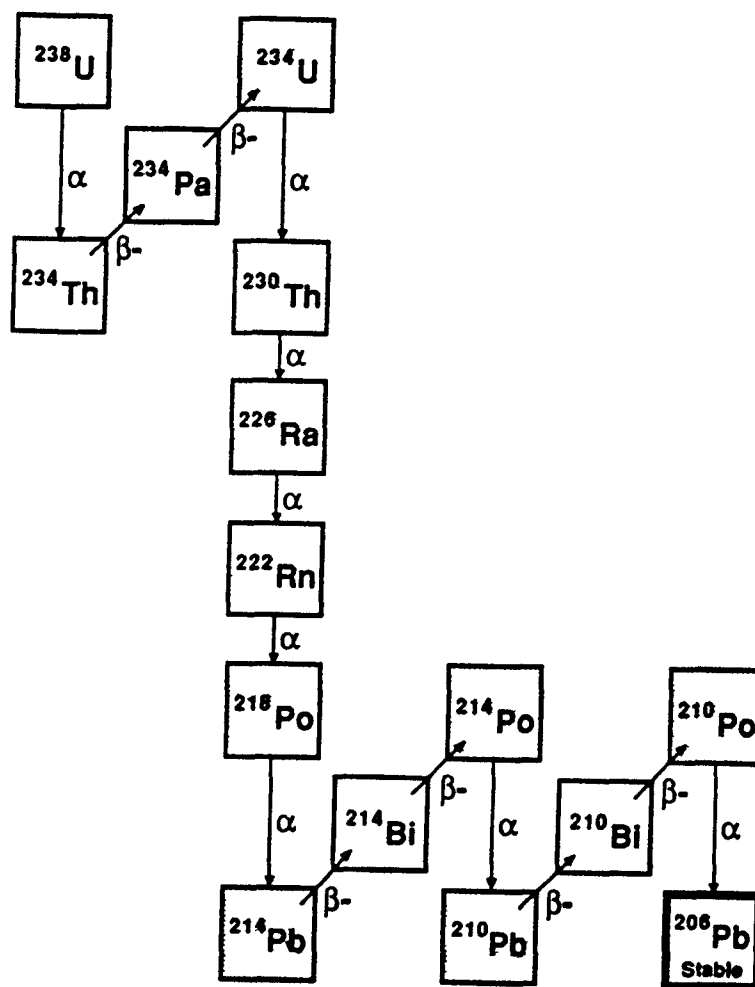 238U
234U
β-
234Pa
α
α
β-
234Th
230Th
α
226Ra
α
222Rn
α
218Po
214Po
210Po
β-
β-
α
214Bi
α
210Bi
α
β-
β-
214Pb
210Pb
206Pb
Stable